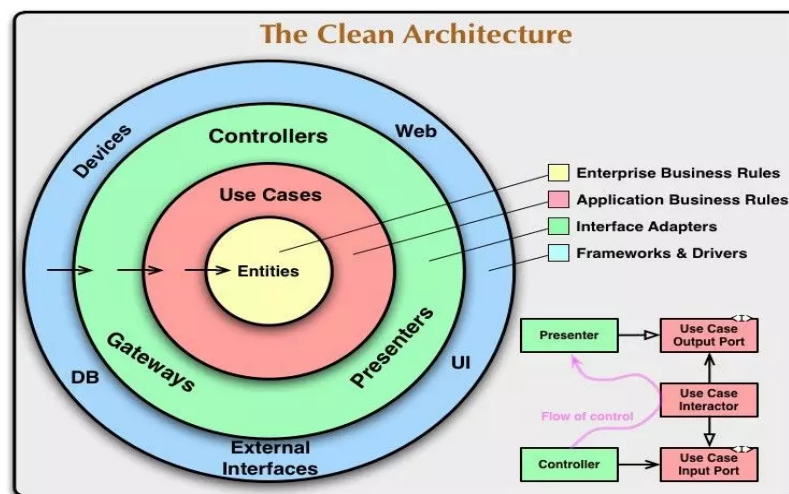 The Clean Architecture
Devices
Web
Controllers
Use Cases
Entities
Gateways
Presenters
DB
UI
External
Interfaces
Enterprise Business Rules
Application Business Rules
Interface Adapters
Frameworks & Drivers
Presenter
<I>
Use Case
Output Port
Use Case
Interactor
Flow of control
Controller
<I>
Use Case
Input Port